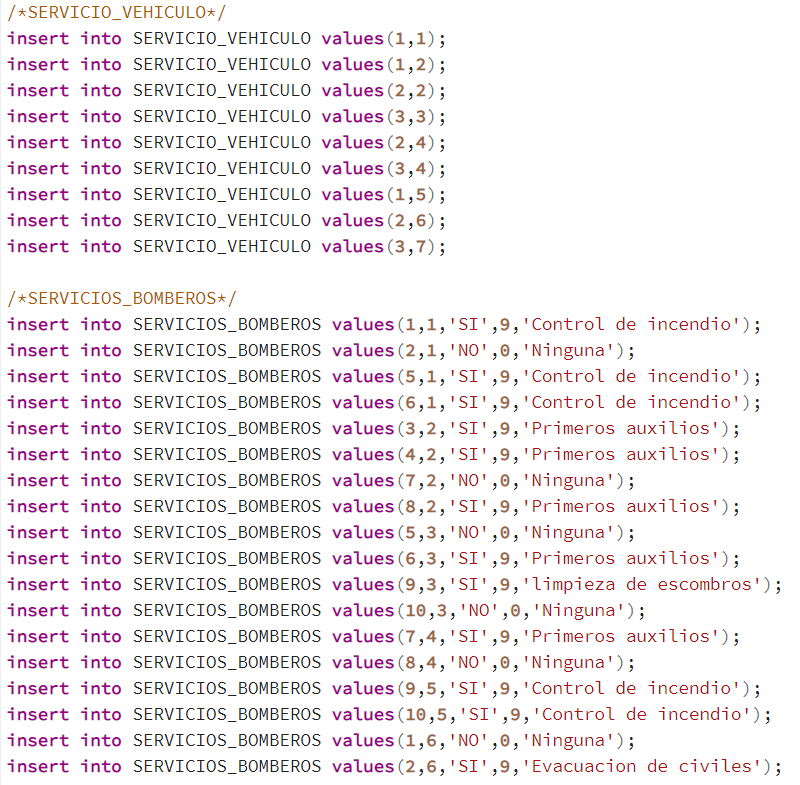 /*SERVICIO_VEHICULO*/
insert into SERVICIO_VEHICULO values(1,1);
insert into SERVICIO_VEHICULO values(1,2);
insert into SERVICIO_VEHICULO values(2,2);
insert into SERVICIO_VEHICULO values(3,3);
insert into SERVICIO_VEHICULO values(2,4);
insert into SERVICIO_VEHICULO values(3,4);
insert into SERVICIO_VEHICULO values(1,5);
insert into SERVICIO_VEHICULO values(2,6);
insert into SERVICIO_VEHICULO values(3,7);

/*SERVICIOS_BOMBEROS*/
insert into SERVICIOS_BOMBEROS values(1,1,'SI',9,'Control de incendio');
insert into SERVICIOS_BOMBEROS values(2,1,'NO',0,'Ninguna');
insert into SERVICIOS_BOMBEROS values(5,1,'SI',9,'Control de incendio');
insert into SERVICIOS_BOMBEROS values(6,1,'SI',9,'Control de incendio');
insert into SERVICIOS_BOMBEROS values(3,2,'SI',9,'Primeros auxilios');
insert into SERVICIOS_BOMBEROS values(4,2,'SI',9,'Primeros auxilios');
insert into SERVICIOS_BOMBEROS values(7,2,'NO',0,'Ninguna');
insert into SERVICIOS_BOMBEROS values(8,2,'SI',9,'Primeros auxilios');
insert into SERVICIOS_BOMBEROS values(5,3,'NO',0,'Ninguna');
insert into SERVICIOS_BOMBEROS values(6,3,'SI',9,'Primeros auxilios');
insert into SERVICIOS_BOMBEROS values(9,3,'SI',9,'limpieza de escombros');
insert into SERVICIOS_BOMBEROS values(10,3,'NO',0,'Ninguna');
insert into SERVICIOS_BOMBEROS values(7,4,'SI',9,'Primeros auxilios');
insert into SERVICIOS_BOMBEROS values(8,4,'NO',0,'Ninguna');
insert into SERVICIOS_BOMBEROS values(9,5,'SI',9,'Control de incendio');
insert into SERVICIOS_BOMBEROS values(10,5,'SI',9,'Control de incendio');
insert into SERVICIOS_BOMBEROS values(1,6,'NO',0,'Ninguna');
insert into SERVICIOS_BOMBEROS values(2,6,'SI',9,'Evacuacion de civiles');